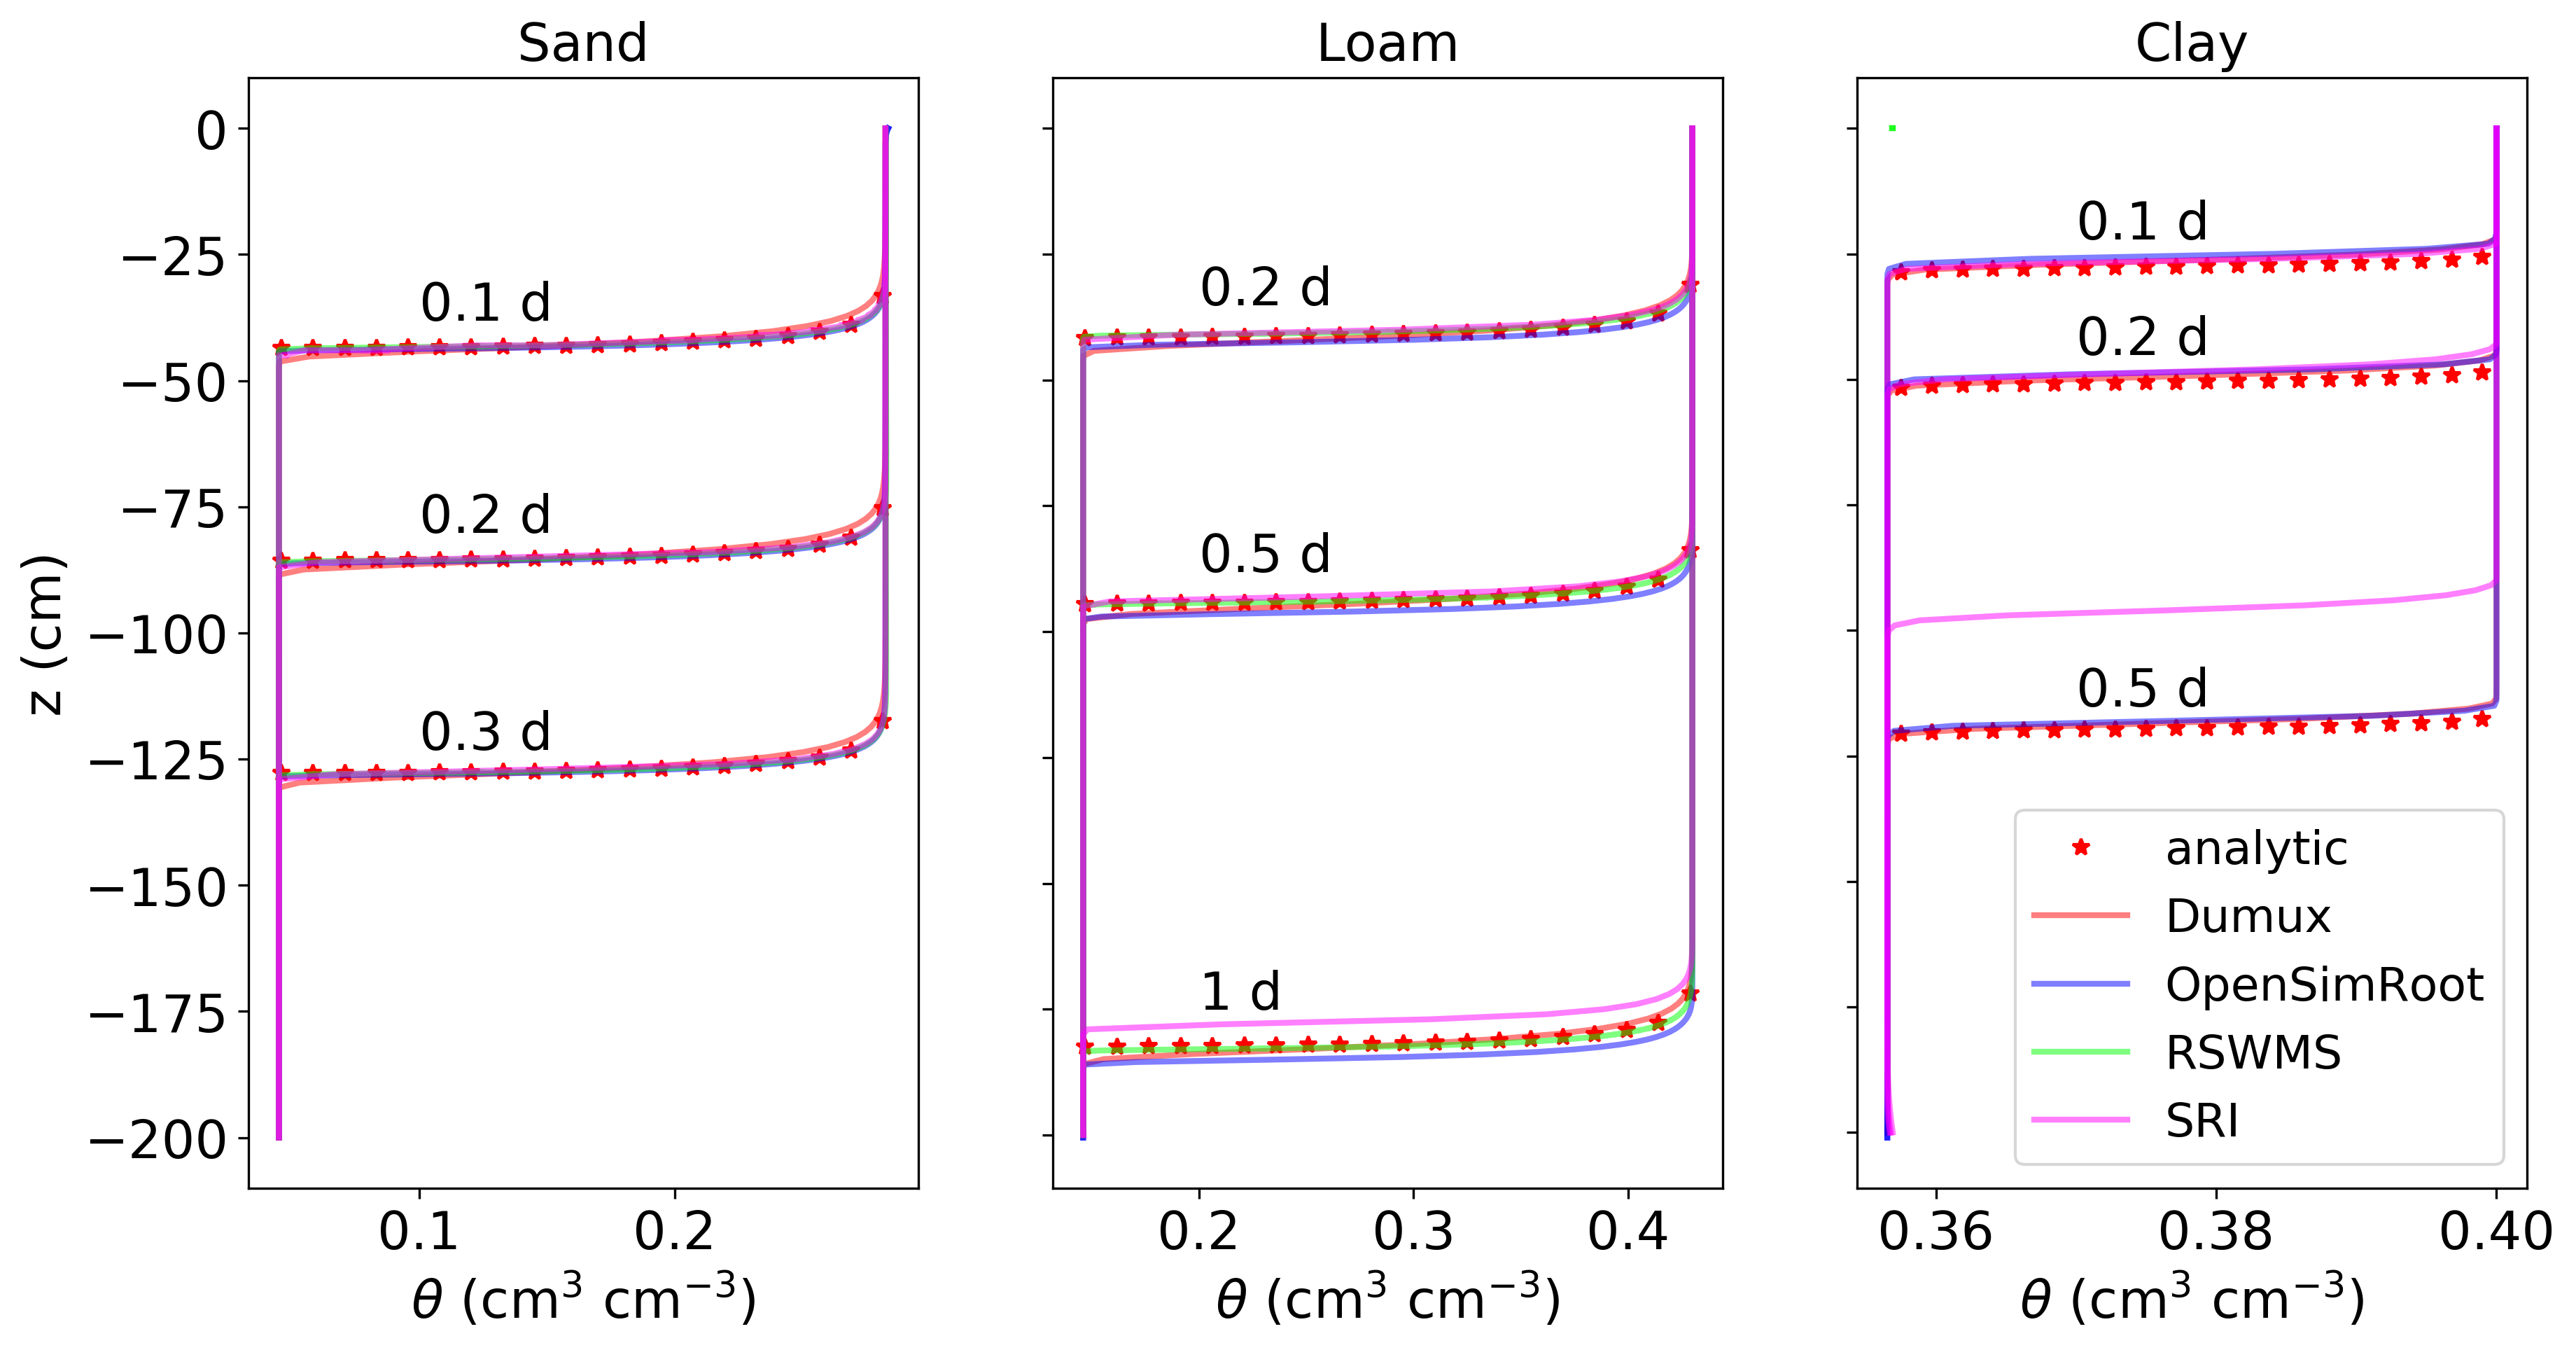 Sand
Loam
Clay
z (cm)
0
−25
−50
−75
−100
−125
−150
−175
−200
0.1 d
0.2 d
0.3 d
0.1
0.2
θ (cm³ cm⁻³)
0.2 d
0.5 d
1 d
0.2
0.3
0.4
θ (cm³ cm⁻³)
0.1 d
0.2 d
0.5 d
analytic
Dumux
OpenSimRoot
RSWMS
SRI
0.36
0.38
0.40
θ (cm³ cm⁻³)